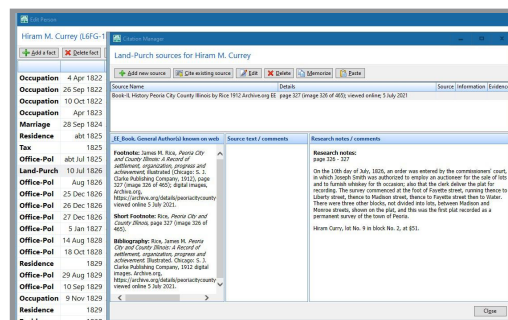 Edit Person
Hiram M. Currey (L6FG-1
Add a fact
Delete fact
Occupation 4 Apr 1822
Occupation 26 Sep 1822
Occupation 10 Oct 1822
Occupation Apr 1823
Marriage 28 Sep 1824
Residence abt 1825
Tax 1825
Office-Pol abt Jul 1825
Land-Purch 10 Jul 1826
Office-Pol Aug 1826
Office-Pol 25 Dec 1826
Office-Pol 26 Dec 1826
Office-Pol 27 Dec 1826
Office-Pol 5 Jan 1827
Office-Pol 14 Aug 1828
Office-Pol 18 Oct 1828
Residence 1829
Office-Pol 29 Aug 1829
Office-Pol 10 Sep 1829
Occupation 9 Nov 1829
Residence 1829
Office-Pol 1829
Citation Manager
Land-Purch sources for Hiram M. Currey
Add new source
Cite existing source
Edit
Delete
Memorize
Paste
Source Name Details Source Information Evidence
Book-Il, History Peoria City County Illinois by Rice 1912 Archive.org EE page 327 (image 326 of 465); viewed online; 5 July 2021
_EE_Book, General Author(s) known on web
Footnote: James M. Rice, Peoria City
and County Illinois: A Record of
settlement, organization, progress and
achievement, illustrated (Chicago: S. J.
Clarke Publishing Company, 1912), page
327 (image 326 of 465); digital images,
Archive.org,
https://archive.org/details/peoriacitycounty
viewed online 5 July 2021.
Short Footnote: Rice, Peoria City and
County Illinois, page 327 (image 326 of
465).
Bibliography: Rice, James M. Peoria
City and County Illinois: A Record of
settlement, organization, progress and
achievement. Illustrated. Chicago: S. J.
Clarke Publishing Company, 1912 digital
images. Archive.org,
https://archive.org/details/peoriacitycounty
viewed online 5 July 2021.
Source text / comments
Research notes / comments
Research notes:
page 326 - 327
On the 10th day of July, 1826, an order was entered by the commissioners' court,
in which Joseph Smith was authorized to employ an auctioneer for the sale of lots
and to furnish whiskey for th occasion; also that the clerk deliver the plat for
recording. The survey commenced at the foot of Fayette street, running thence to
Liberty street, thence to Madison street, thence to Fayette street thence to Water.
There were three other blocks, not divided into lots, between Madison and
Monroe streets, shown on the plat, and this was the first plat recorded as a
permanent survey of the town of Peoria.
Hiram Curry, lot No. 9 in block No. 2, at $51.
Close